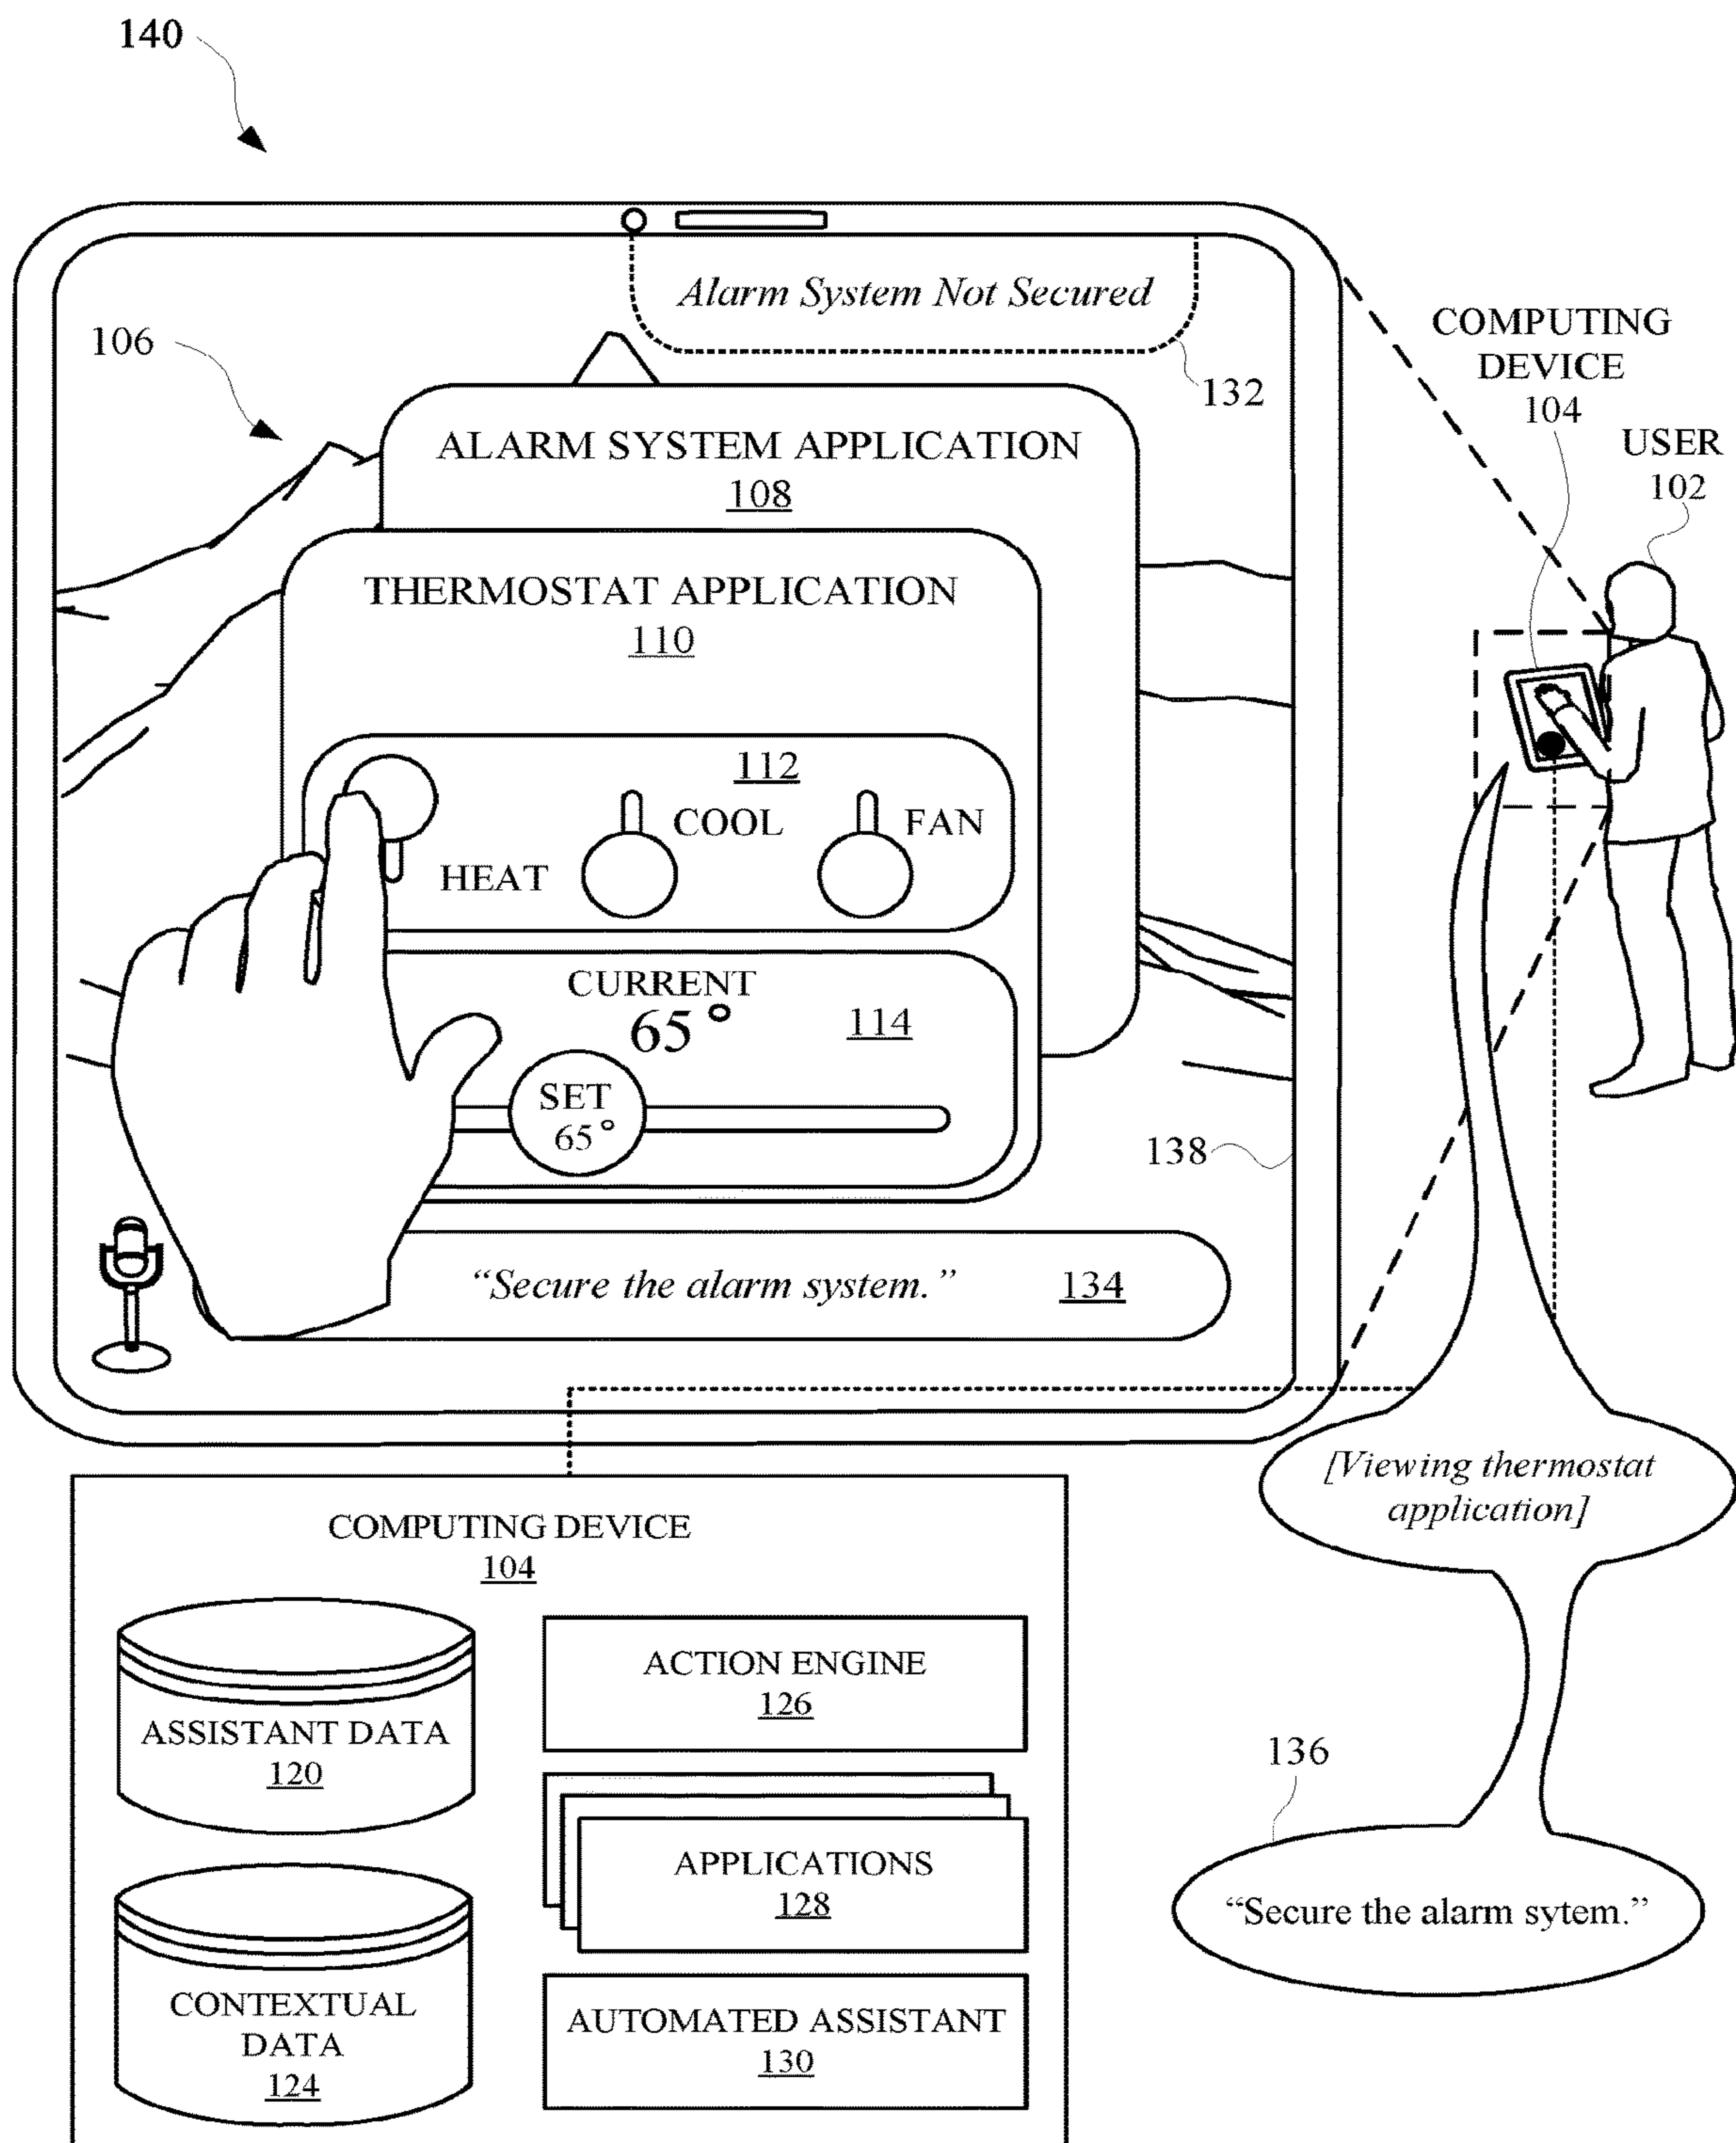 140
Alarm System Not Secured
132
106
COMPUTING
DEVICE
104
USER
102
ALARM SYSTEM APPLICATION
108
THERMOSTAT APPLICATION
110
112
HEAT
COOL
FAN
CURRENT
65°
114
SET
65°
138
“Secure the alarm system.”
134
[Viewing thermostat
application]
COMPUTING DEVICE
104
ASSISTANT DATA
120
ACTION ENGINE
126
APPLICATIONS
128
CONTEXTUAL
DATA
124
AUTOMATED ASSISTANT
130
136
“Secure the alarm sytem.”